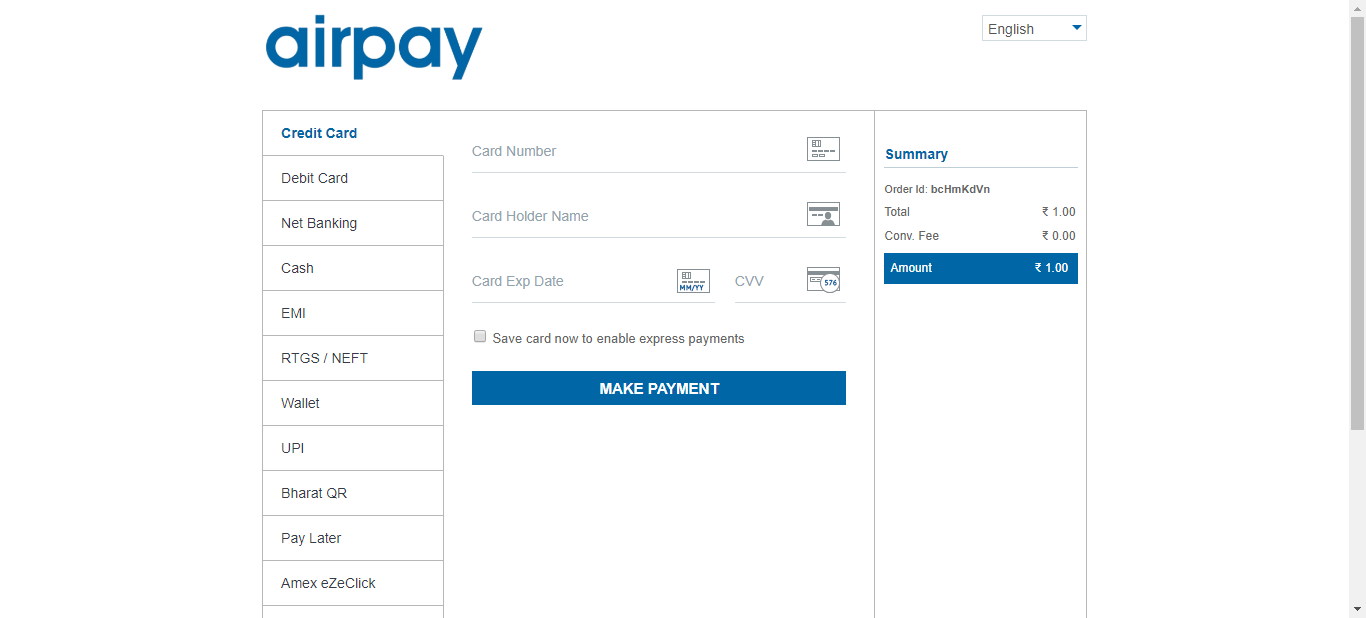 airpay
English
Credit Card
Debit Card
Net Banking
Cash
EMI
RTGS / NEFT
Wallet
UPI
Bharat QR
Pay Later
Amex eZeClick
Card Number
Card Holder Name
Card Exp Date
MM/YY
CVV
576
Save card now to enable express payments
MAKE PAYMENT
Summary
Order Id: bcHmKdVn
Total ₹ 1.00
Conv. Fee ₹ 0.00
Amount ₹ 1.00